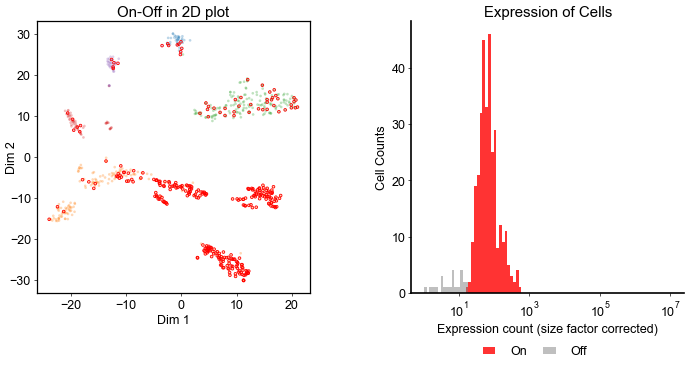 On-Off in 2D plot
Expression of Cells
30
20
10
0
−10
−20
−30
Dim 2
−20 −10 0 10 20
Dim 1
40
30
20
10
0
Cell Counts
10^1 10^3 10^5 10^7
Expression count (size factor corrected)
On Off